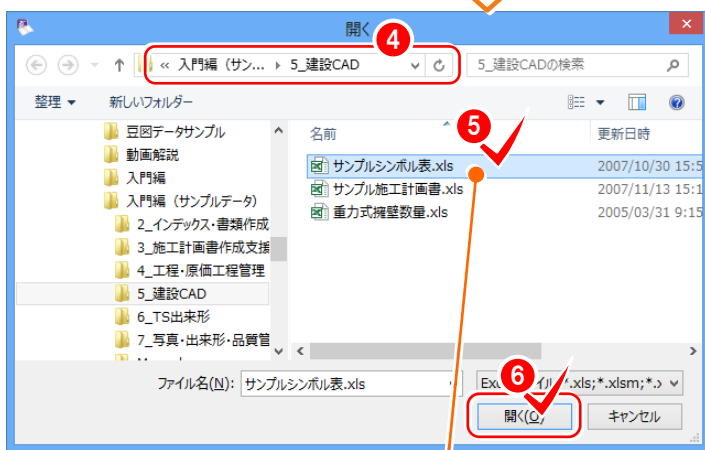 開く
4
« 入門編（サン... ▸ 5_建設CAD
5_建設CADの検索
整理 ▼ 新しいフォルダー
豆図データサンプル
動画解説
入門編
入門編（サンプルデータ）
2_インデックス・書類作成
3_施工計画書作成支援
4_工程・原価工程管理
5_建設CAD
6_TS出来形
7_写真・出来形・品質管
名前 更新日時
5
サンプルシンボル表.xls 2007/10/30 15:5
サンプル施工計画書.xls 2007/11/13 15:1
重力式擁壁数量.xls 2005/03/31 9:15
ファイル名(N): サンプルシンボル表.xls
*.xls;*.xlsm;*.x
6
開く(O) キャンセル